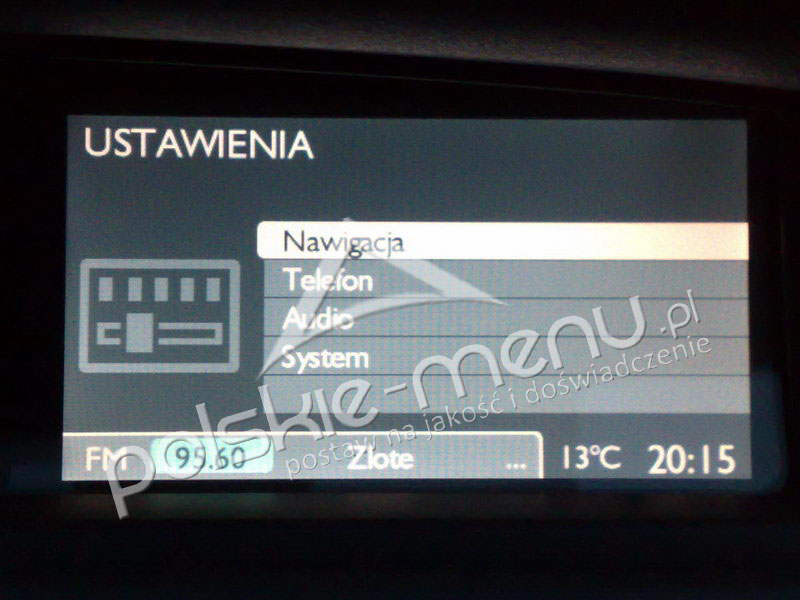 USTAWIENIA
Nawigacja
Telefon
Audio
System
polskie-menu.pl
postaw na jakość i doświadczenie
FM 95.60 Złote ... 13°C 20:15